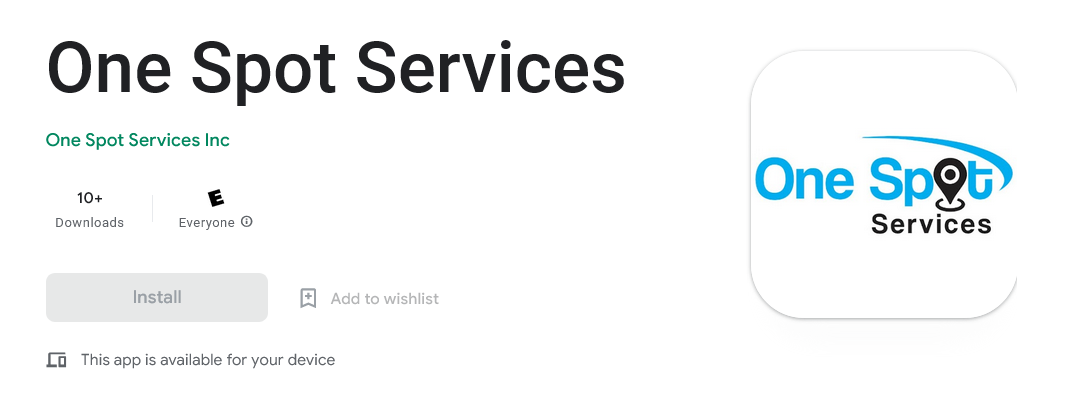 One Spot Services
One Spot Services Inc
10+
Downloads
E
Everyone
Install
Add to wishlist
This app is available for your device
One Spot
Services